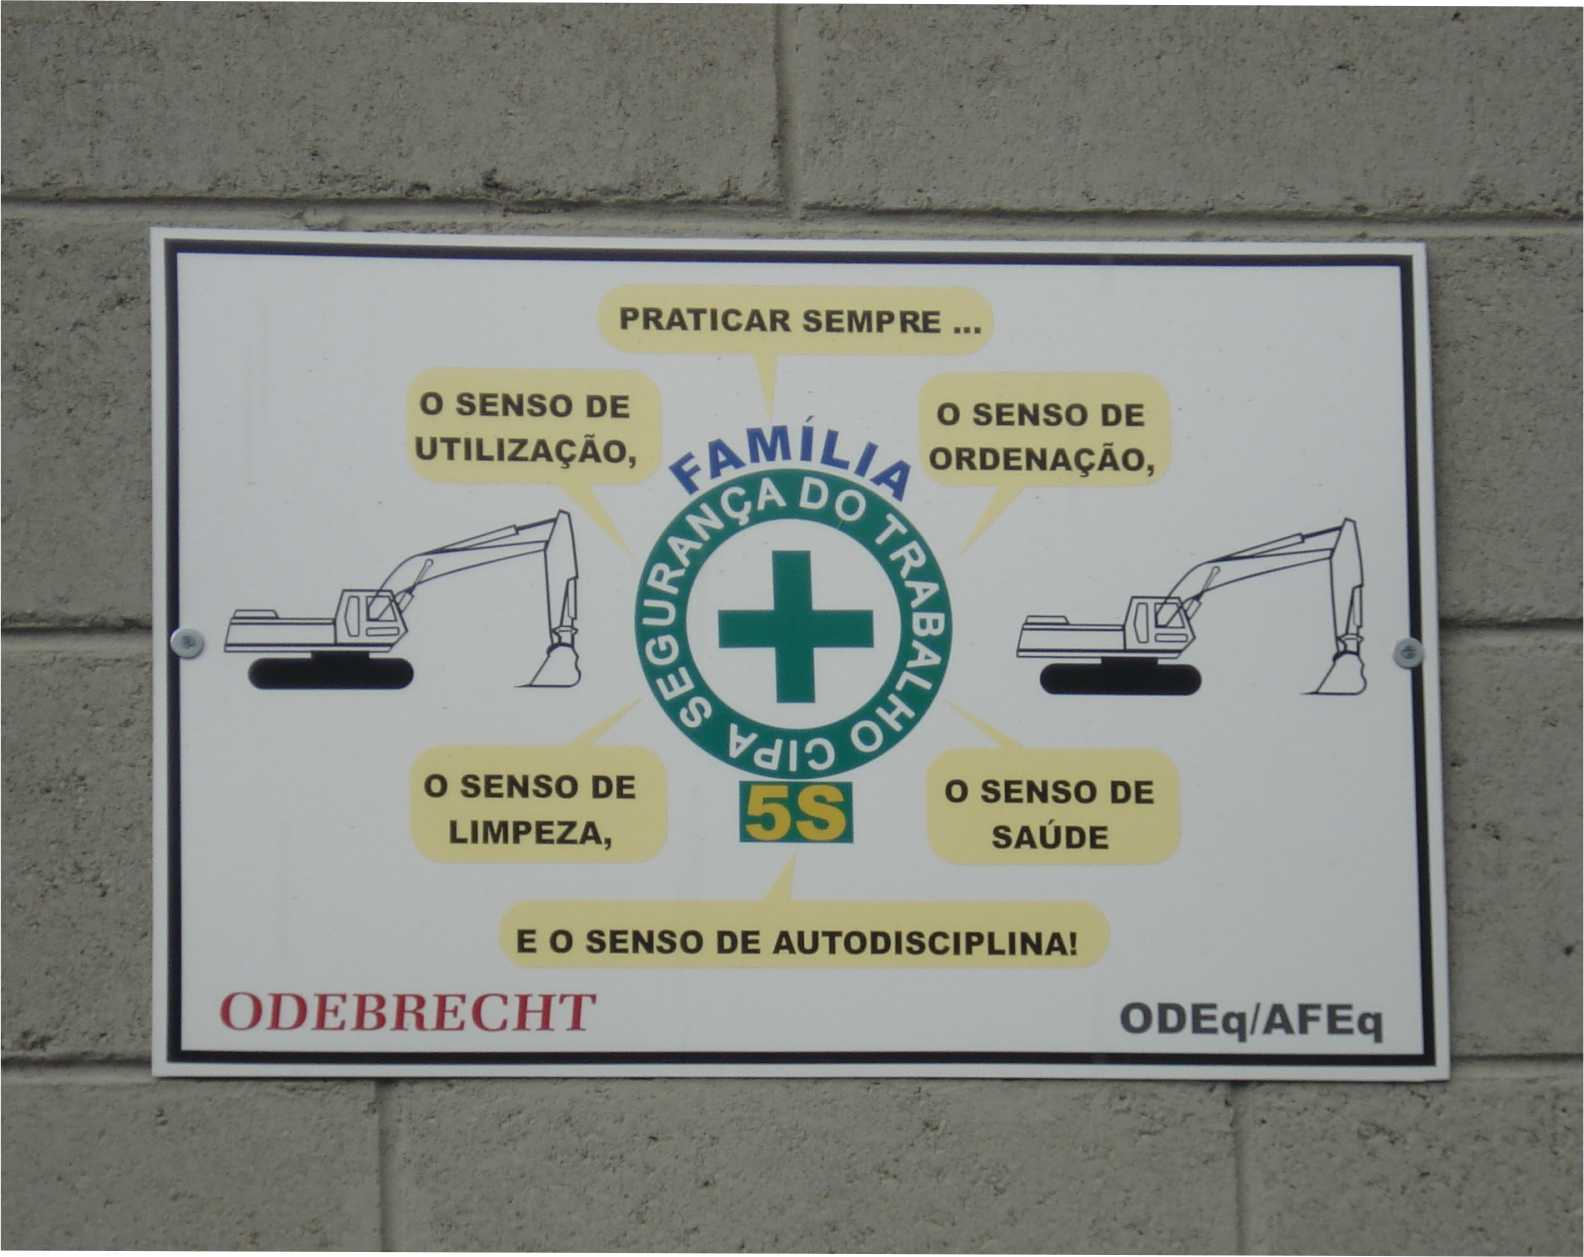 PRATICAR SEMPRE ...
O SENSO DE
UTILIZAÇÃO,
O SENSO DE
ORDENAÇÃO,
FAMÍLIA
SEGURANÇA DO TRABALHO CIPA
5S
O SENSO DE
LIMPEZA,
O SENSO DE
SAÚDE
E O SENSO DE AUTODISCIPLINA!
ODEBRECHT
ODEq/AFEq